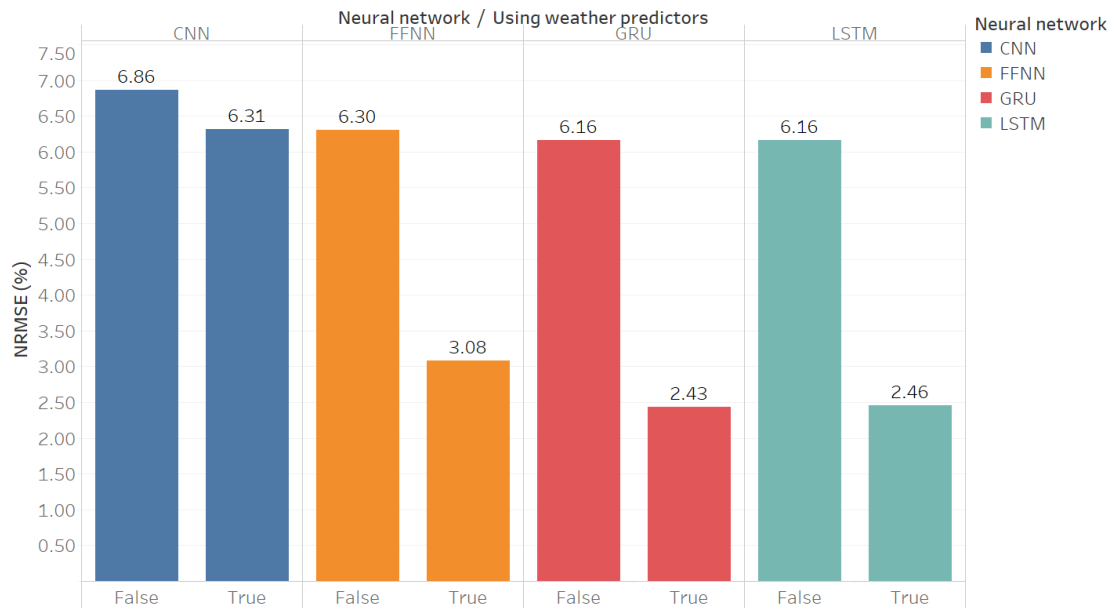 Neural network / Using weather predictors
CNN FFNN GRU LSTM
Neural network
CNN
FFNN
GRU
LSTM
NRMSE (%)
7.50
7.00
6.50
6.00
5.50
5.00
4.50
4.00
3.50
3.00
2.50
2.00
1.50
1.00
0.50
6.86 6.31 6.30 3.08 6.16 2.43 6.16 2.46
False True False True False True False True